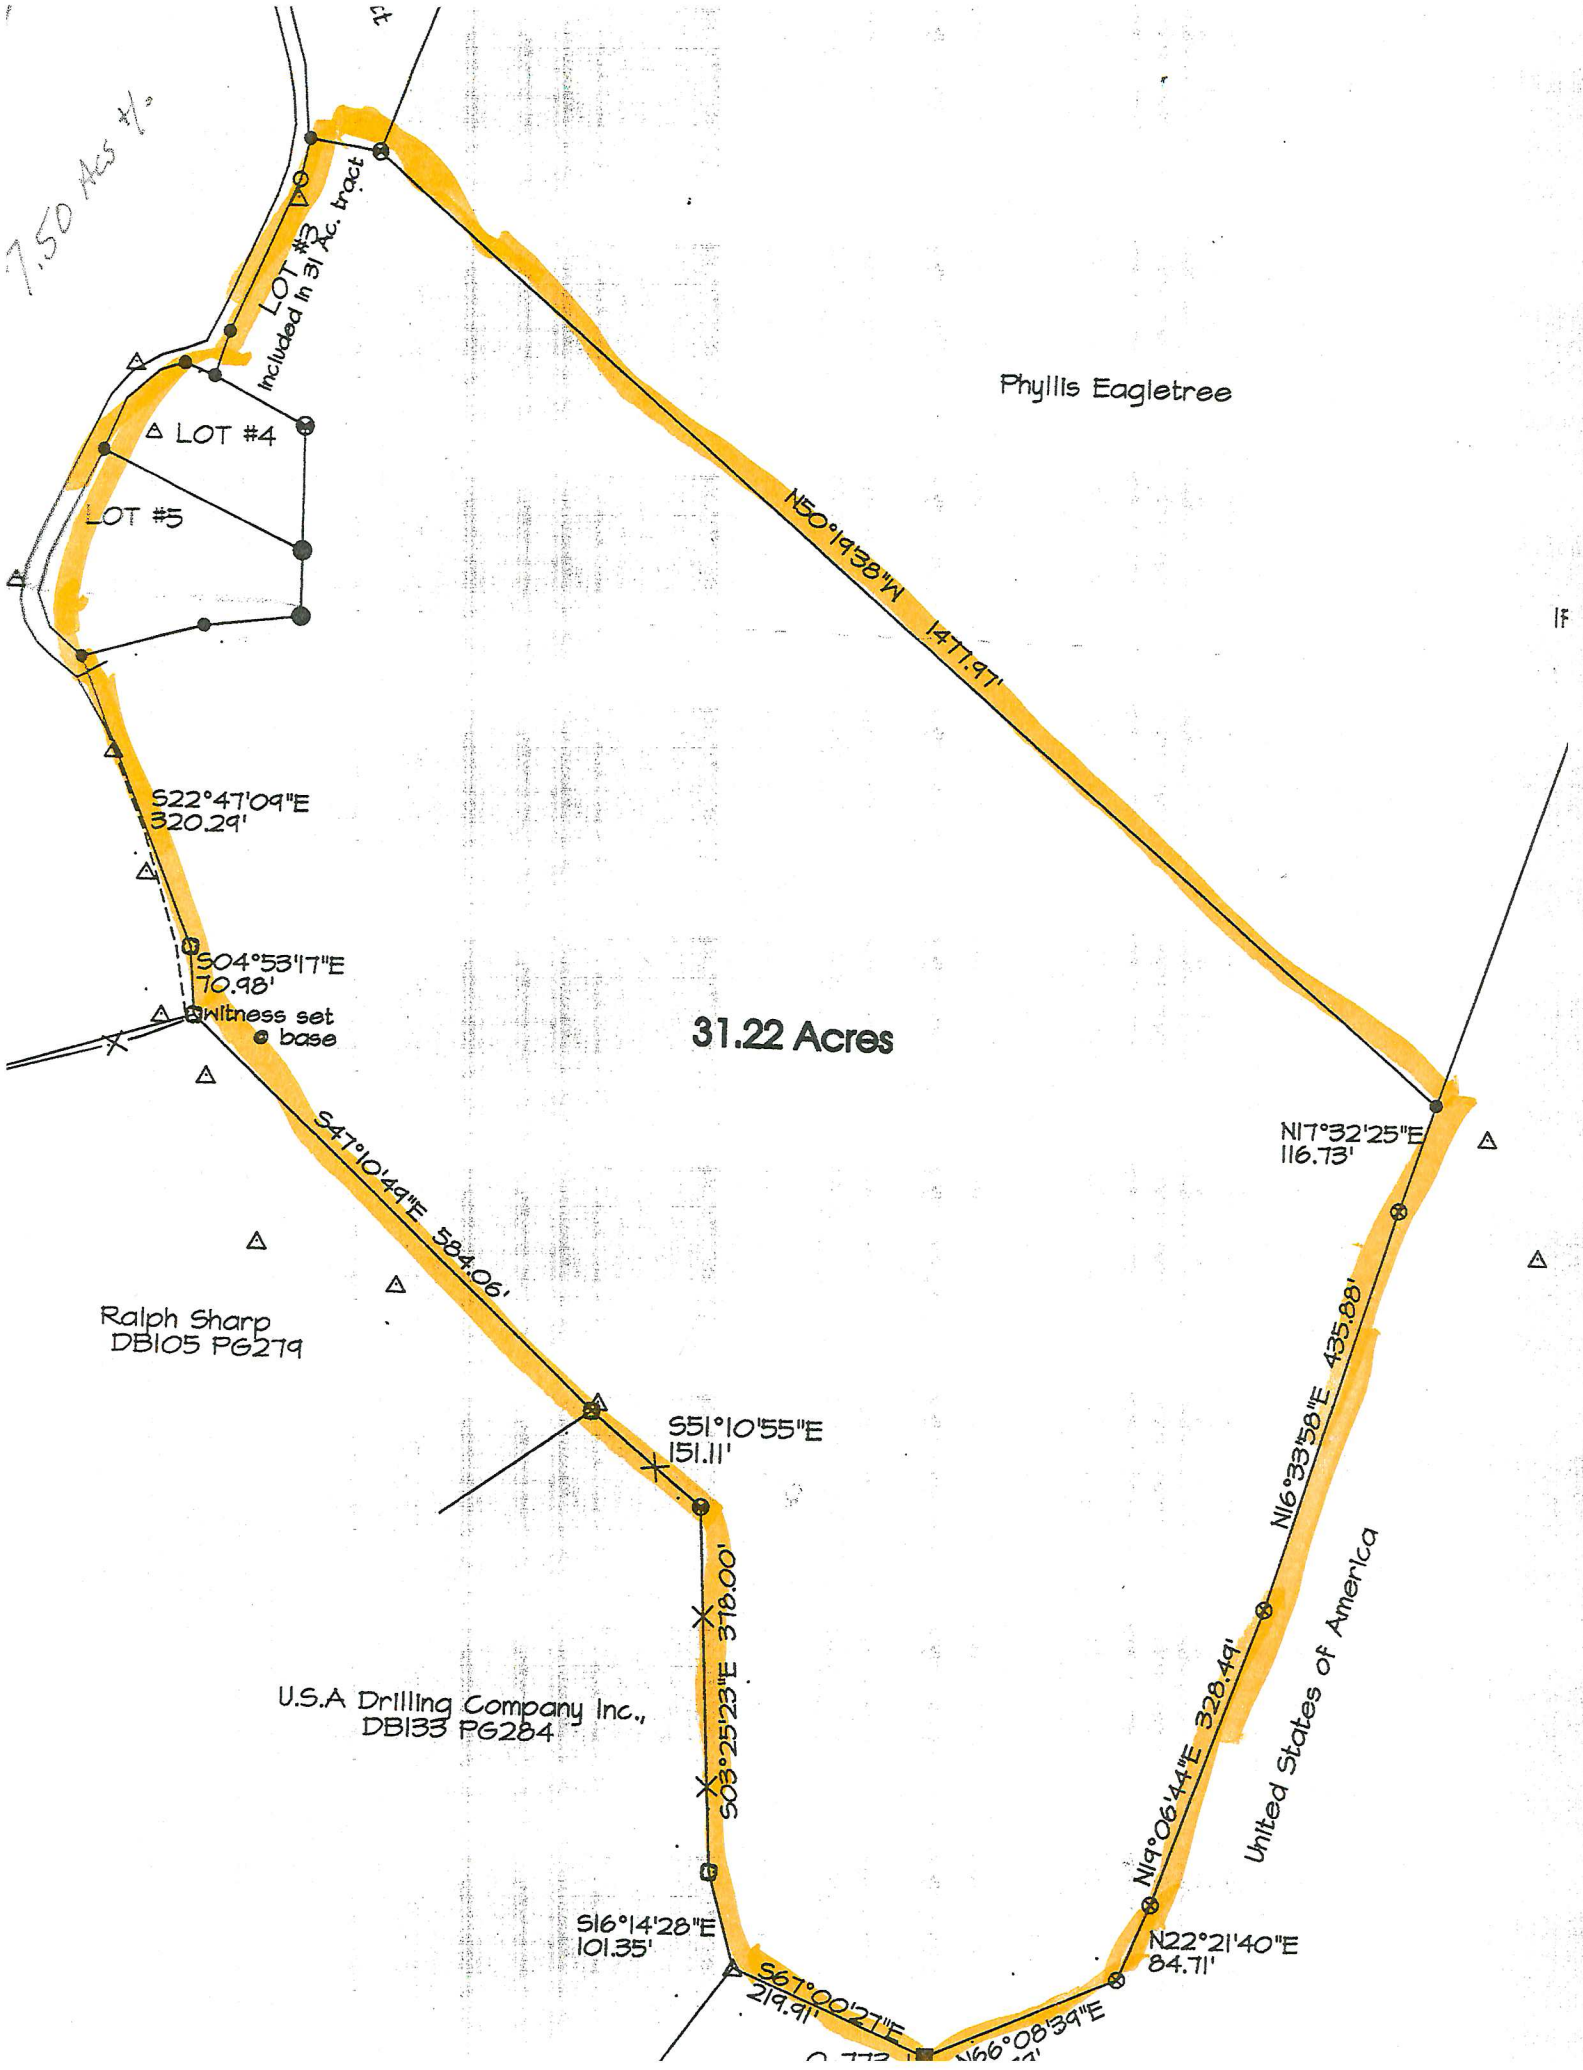 ct
7.50 Acs +/-
LOT #3
Included in 31 Ac. tract
Phyllis Eagletree
LOT #4
LOT #5
N50°19'38"W 1477.97'
IF
S22°47'09"E
320.29'
S04°53'17"E
70.98'
witness set
base
31.22 Acres
S47°10'49"E 584.06'
N17°32'25"E
116.73'
Ralph Sharp
DB105 PG279
N16°33'58"E 435.88'
S51°10'55"E
151.11'
S03°25'23"E 398.00'
U.S.A Drilling Company Inc.,
DB133 PG284
N19°06'44"E 328.49'
United States of America
S16°14'28"E
101.35'
N22°21'40"E
84.71'
S67°00'27"E
219.91'
N66°08'39"E